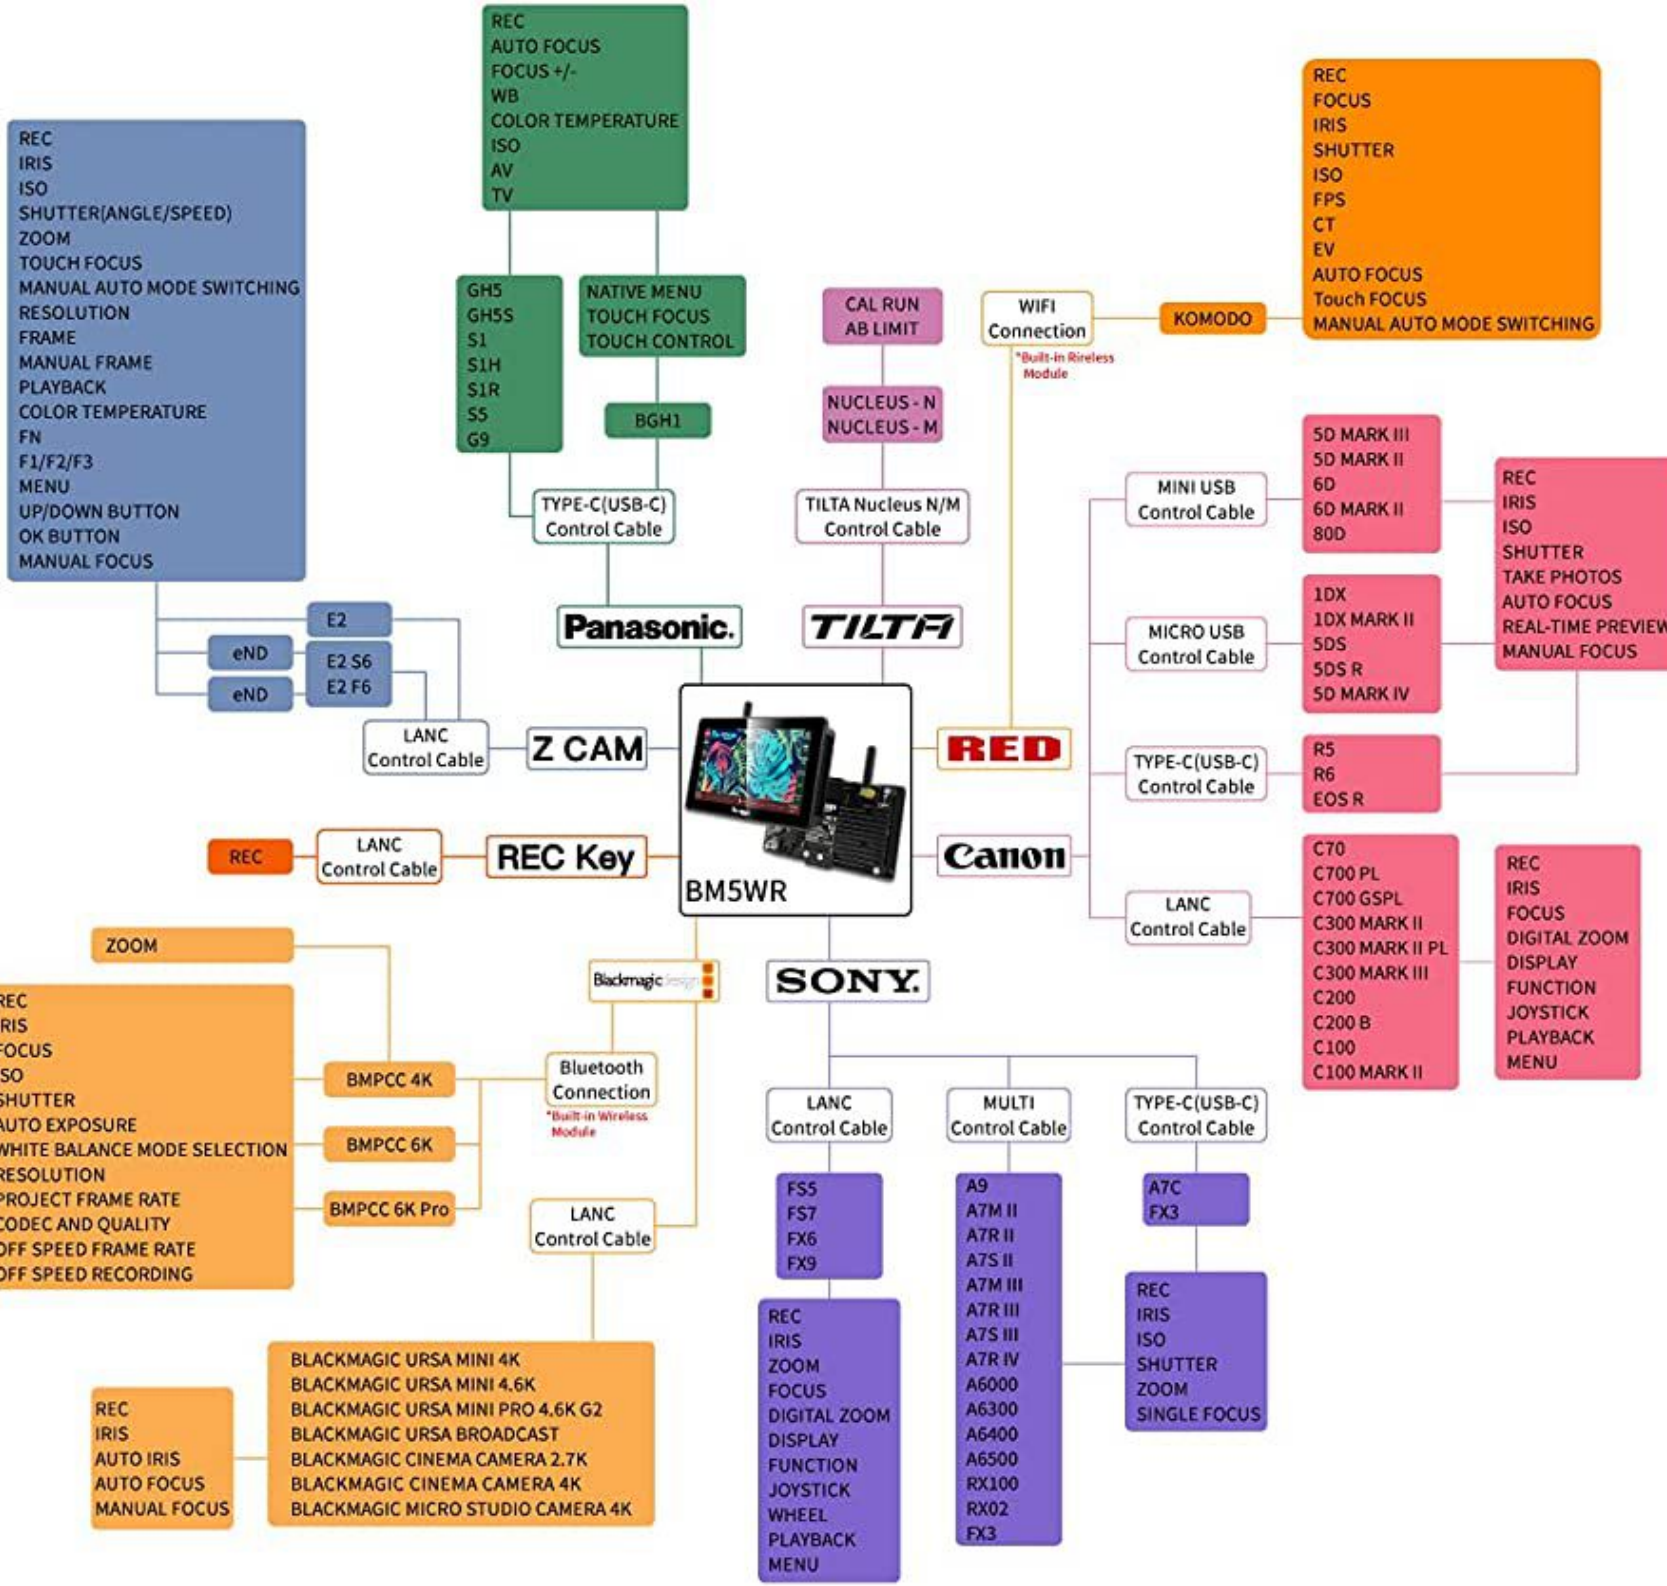 REC
AUTO FOCUS
FOCUS +/-
WB
COLOR TEMPERATURE
ISO
AV
TV
GH5
GH5S
S1
S1H
S1R
S5
G9
NATIVE MENU
TOUCH FOCUS
TOUCH CONTROL
BGH1
TYPE-C(USB-C)
Control Cable
Panasonic.
REC
IRIS
ISO
SHUTTER(ANGLE/SPEED)
ZOOM
TOUCH FOCUS
MANUAL AUTO MODE SWITCHING
RESOLUTION
FRAME
MANUAL FRAME
PLAYBACK
COLOR TEMPERATURE
FN
F1/F2/F3
MENU
UP/DOWN BUTTON
OK BUTTON
MANUAL FOCUS
E2
eND
E2 S6
E2 F6
eND
LANC
Control Cable
Z CAM
CAL RUN
AB LIMIT
NUCLEUS - N
NUCLEUS - M
TILTA Nucleus N/M
Control Cable
TILTA
WIFI
Connection
*Built-in Rireless
Module
KOMODO
REC
FOCUS
IRIS
SHUTTER
ISO
FPS
CT
EV
AUTO FOCUS
Touch FOCUS
MANUAL AUTO MODE SWITCHING
RED
BM5WR
REC
LANC
Control Cable
REC Key
Canon
MINI USB
Control Cable
5D MARK III
5D MARK II
6D
6D MARK II
80D
MICRO USB
Control Cable
1DX
1DX MARK II
5DS
5DS R
5D MARK IV
TYPE-C(USB-C)
Control Cable
R5
R6
EOS R
REC
IRIS
ISO
SHUTTER
TAKE PHOTOS
AUTO FOCUS
REAL-TIME PREVIEW
MANUAL FOCUS
LANC
Control Cable
C70
C700 PL
C700 GSPL
C300 MARK II
C300 MARK II PL
C300 MARK III
C200
C200 B
C100
C100 MARK II
REC
IRIS
FOCUS
DIGITAL ZOOM
DISPLAY
FUNCTION
JOYSTICK
PLAYBACK
MENU
Blackmagicdesign
Bluetooth
Connection
*Built-in Wireless
Module
ZOOM
BMPCC 4K
BMPCC 6K
BMPCC 6K Pro
REC
RIS
FOCUS
SO
SHUTTER
AUTO EXPOSURE
WHITE BALANCE MODE SELECTION
RESOLUTION
PROJECT FRAME RATE
CODEC AND QUALITY
OFF SPEED FRAME RATE
OFF SPEED RECORDING
LANC
Control Cable
BLACKMAGIC URSA MINI 4K
BLACKMAGIC URSA MINI 4.6K
BLACKMAGIC URSA MINI PRO 4.6K G2
BLACKMAGIC URSA BROADCAST
BLACKMAGIC CINEMA CAMERA 2.7K
BLACKMAGIC CINEMA CAMERA 4K
BLACKMAGIC MICRO STUDIO CAMERA 4K
REC
IRIS
AUTO IRIS
AUTO FOCUS
MANUAL FOCUS
SONY.
LANC
Control Cable
FS5
FS7
FX6
FX9
REC
IRIS
ZOOM
FOCUS
DIGITAL ZOOM
DISPLAY
FUNCTION
JOYSTICK
WHEEL
PLAYBACK
MENU
MULTI
Control Cable
A9
A7M II
A7R II
A7S II
A7M III
A7R III
A7S III
A7R IV
A6000
A6300
A6400
A6500
RX100
RX02
FX3
TYPE-C(USB-C)
Control Cable
A7C
FX3
REC
IRIS
ISO
SHUTTER
ZOOM
SINGLE FOCUS